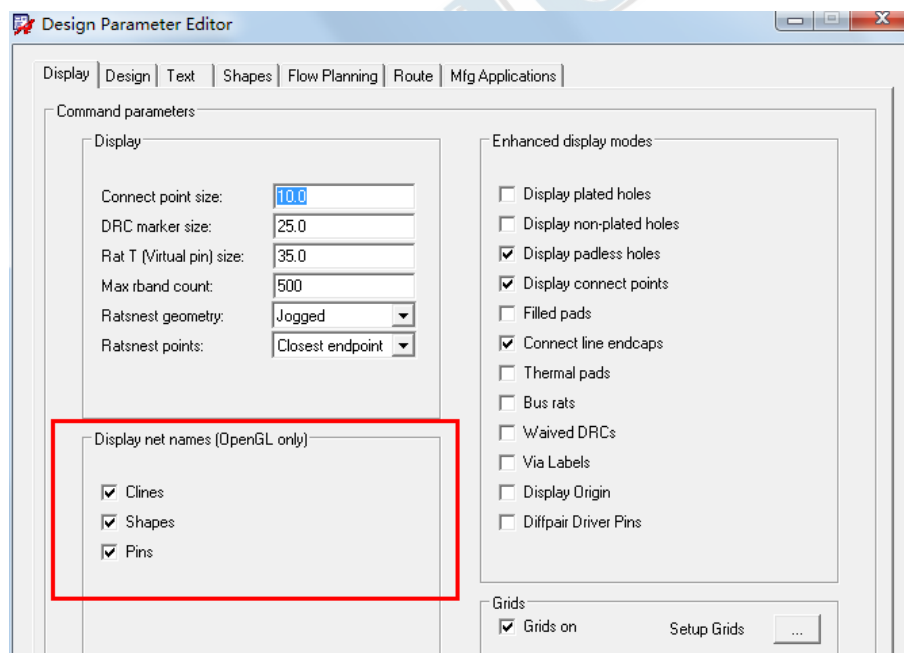 Design Parameter Editor
Display Design Text Shapes Flow Planning Route Mfg Applications
Command parameters
Display
Connect point size: 10.0
DRC marker size: 25.0
Rat T (Virtual pin) size: 35.0
Max rband count: 500
Ratsnest geometry: Jogged
Ratsnest points: Closest endpoint
Display net names (OpenGL only)
Clines
Shapes
Pins
Enhanced display modes
Display plated holes
Display non-plated holes
Display padless holes
Display connect points
Filled pads
Connect line endcaps
Thermal pads
Bus rats
Waived DRCs
Via Labels
Display Origin
Diffpair Driver Pins
Grids
Grids on Setup Grids ...